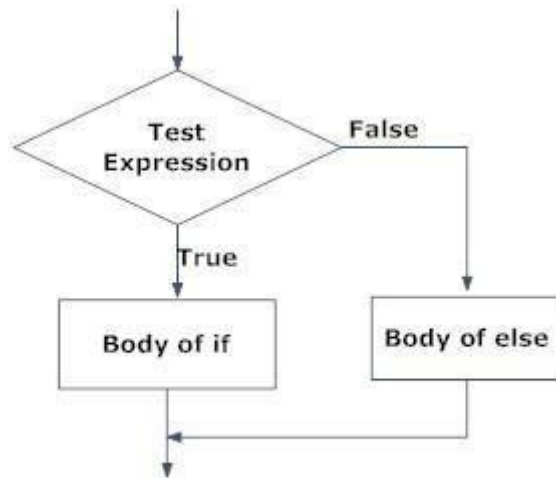 Test
Expression
False
True
Body of if
Body of else